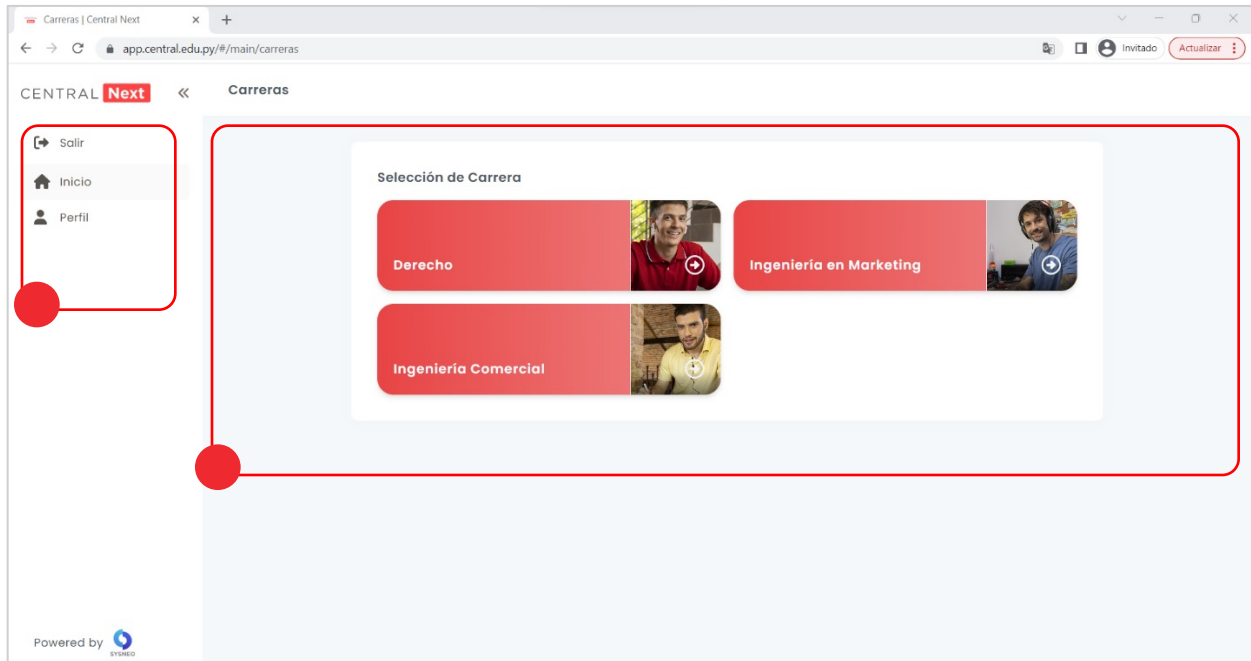 Carreras | Central Next
app.central.edu.py/#/main/carreras
Invitado
Actualizar
CENTRAL Next
Carreras
Salir
Inicio
Perfil
Selección de Carrera
Derecho
Ingeniería en Marketing
Ingeniería Comercial
Powered by
SYSNEO